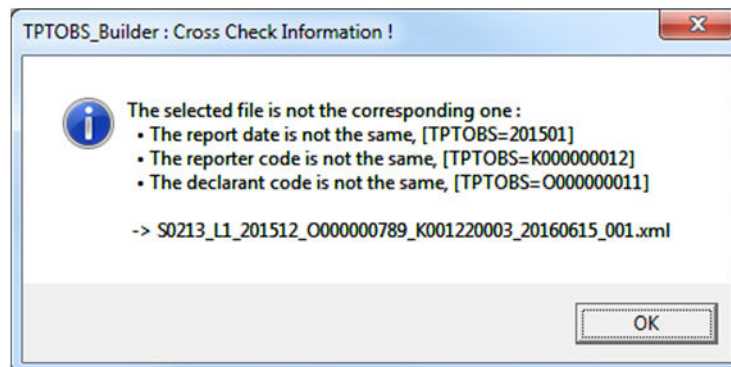 TPTOBS_Builder : Cross Check Information !
The selected file is not the corresponding one :
• The report date is not the same, [TPTOBS=201501]
• The reporter code is not the same, [TPTOBS=K000000012]
• The declarant code is not the same, [TPTOBS=O000000011]
-> S0213_L1_201512_O000000789_K001220003_20160615_001.xml
OK